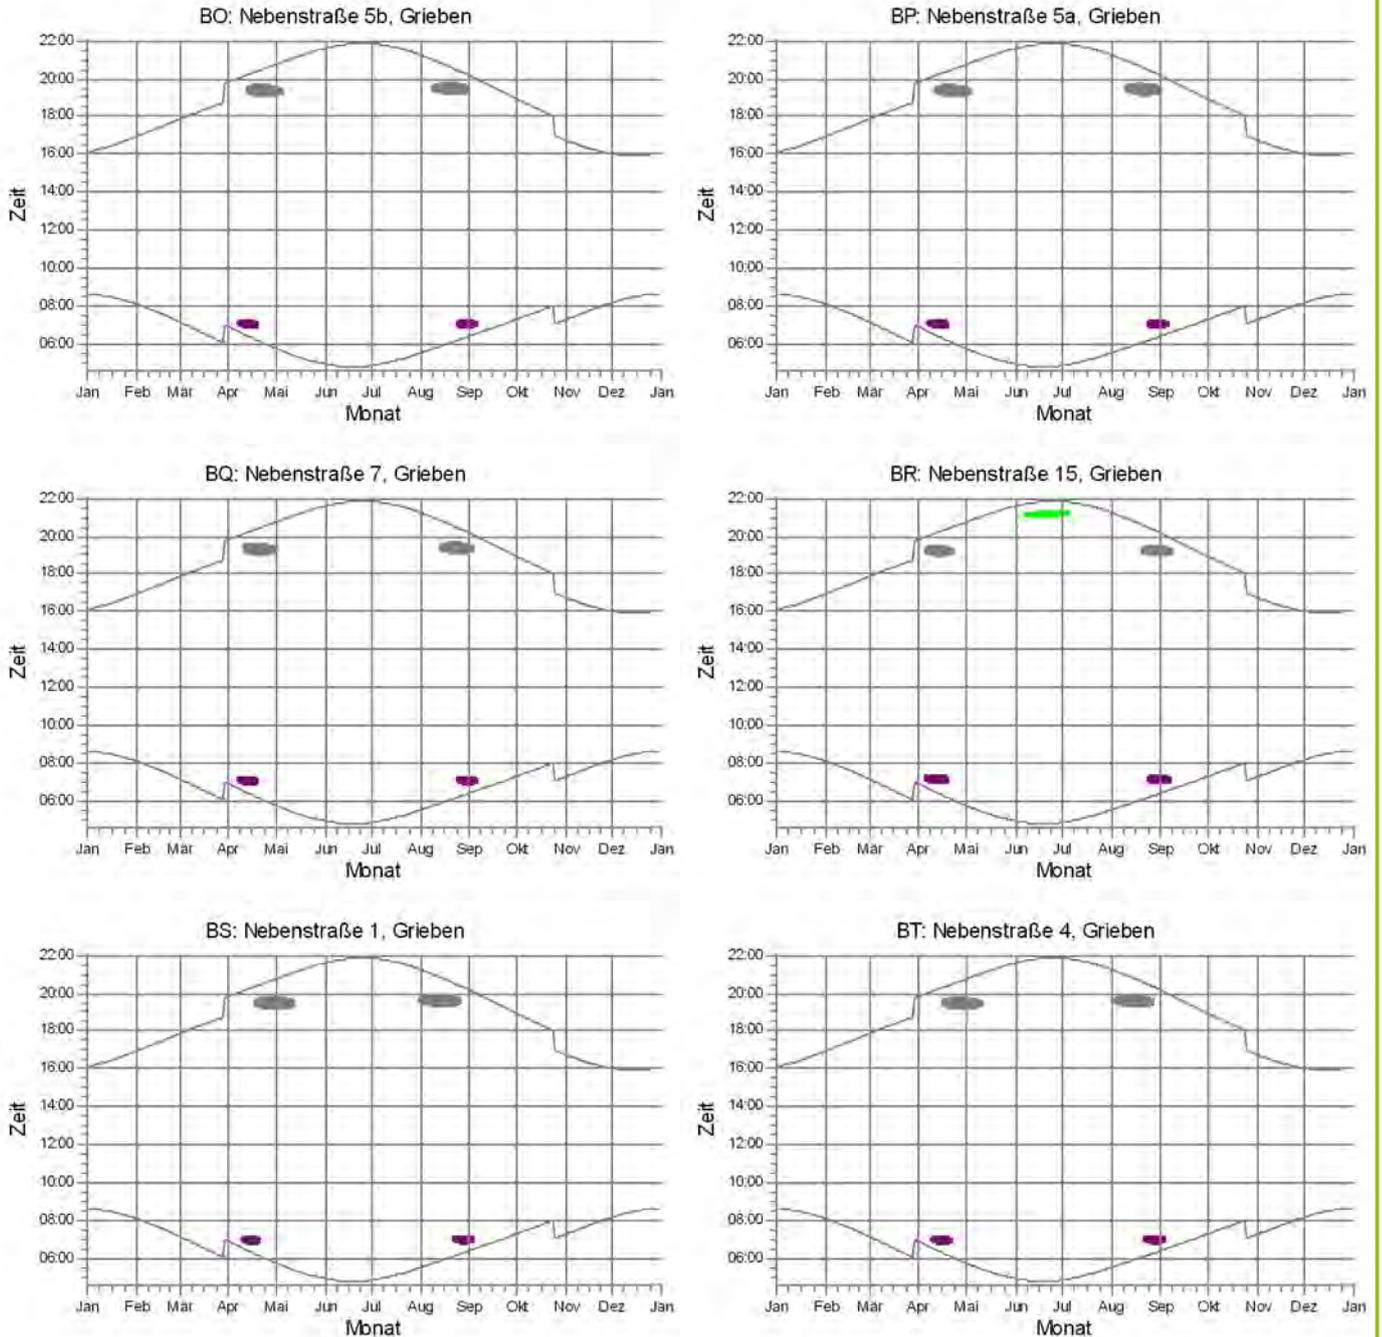 BO: Nebenstraße 5b, Grieben
22:00
20:00
18:00
16:00
14:00
12:00
10:00
08:00
06:00
Zeit
Jan Feb Mär Apr Mai Jun Jul Aug Sep Okt Nov Dez Jan
Monat
BP: Nebenstraße 5a, Grieben
22:00
20:00
18:00
16:00
14:00
12:00
10:00
08:00
06:00
Zeit
Jan Feb Mär Apr Mai Jun Jul Aug Sep Okt Nov Dez Jan
Monat
BQ: Nebenstraße 7, Grieben
22:00
20:00
18:00
16:00
14:00
12:00
10:00
08:00
06:00
Zeit
Jan Feb Mär Apr Mai Jun Jul Aug Sep Okt Nov Dez Jan
Monat
BR: Nebenstraße 15, Grieben
22:00
20:00
18:00
16:00
14:00
12:00
10:00
08:00
06:00
Zeit
Jan Feb Mär Apr Mai Jun Jul Aug Sep Okt Nov Dez Jan
Monat
BS: Nebenstraße 1, Grieben
22:00
20:00
18:00
16:00
14:00
12:00
10:00
08:00
06:00
Zeit
Jan Feb Mär Apr Mai Jun Jul Aug Sep Okt Nov Dez Jan
Monat
BT: Nebenstraße 4, Grieben
22:00
20:00
18:00
16:00
14:00
12:00
10:00
08:00
06:00
Zeit
Jan Feb Mär Apr Mai Jun Jul Aug Sep Okt Nov Dez Jan
Monat